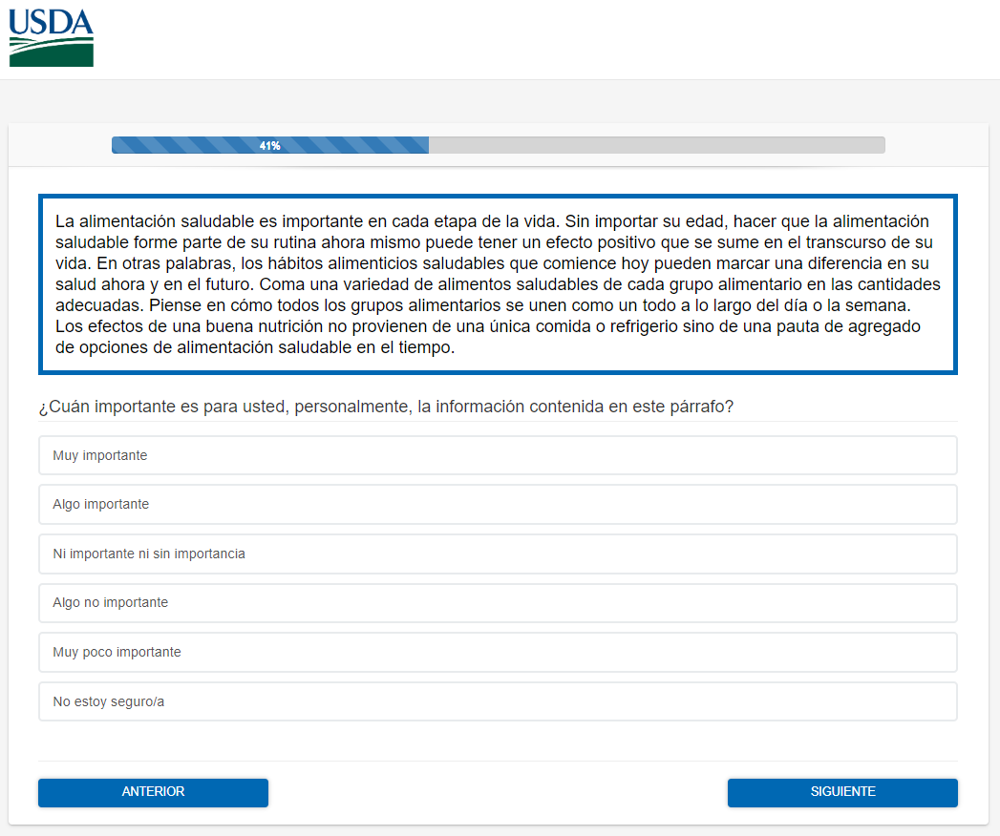 USDA
41%
La alimentación saludable es importante en cada etapa de la vida. Sin importar su edad, hacer que la alimentación
saludable forme parte de su rutina ahora mismo puede tener un efecto positivo que se sume en el transcurso de su
vida. En otras palabras, los hábitos alimenticios saludables que comience hoy pueden marcar una diferencia en su
salud ahora y en el futuro. Coma una variedad de alimentos saludables de cada grupo alimentario en las cantidades
adecuadas. Piense en cómo todos los grupos alimentarios se unen como un todo a lo largo del día o la semana.
Los efectos de una buena nutrición no provienen de una única comida o refrigerio sino de una pauta de agregado
de opciones de alimentación saludable en el tiempo.
¿Cuán importante es para usted, personalmente, la información contenida en este párrafo?
Muy importante
Algo importante
Ni importante ni sin importancia
Algo no importante
Muy poco importante
No estoy seguro/a
ANTERIOR
SIGUIENTE